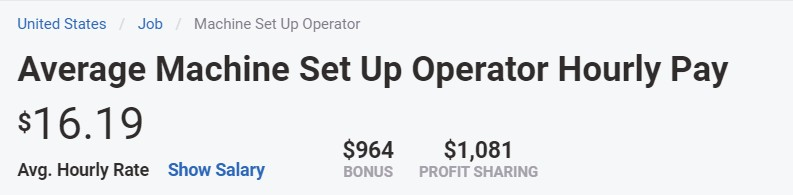 United States / Job / Machine Set Up Operator
Average Machine Set Up Operator Hourly Pay
$16.19
Avg. Hourly Rate Show Salary
$964
BONUS
$1,081
PROFIT SHARING